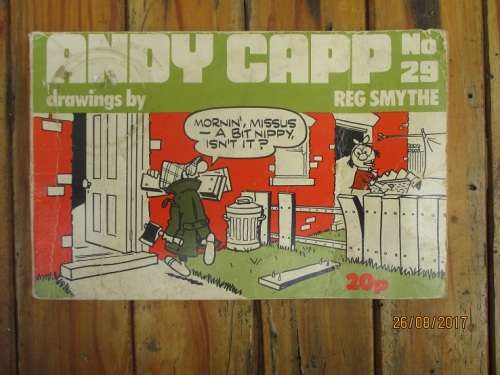 ANDY CAPP No
29
drawings by REG SMYTHE
MORNIN', MISSUS
— A BIT NIPPY,
ISN'T IT?
20p
26/08/2017